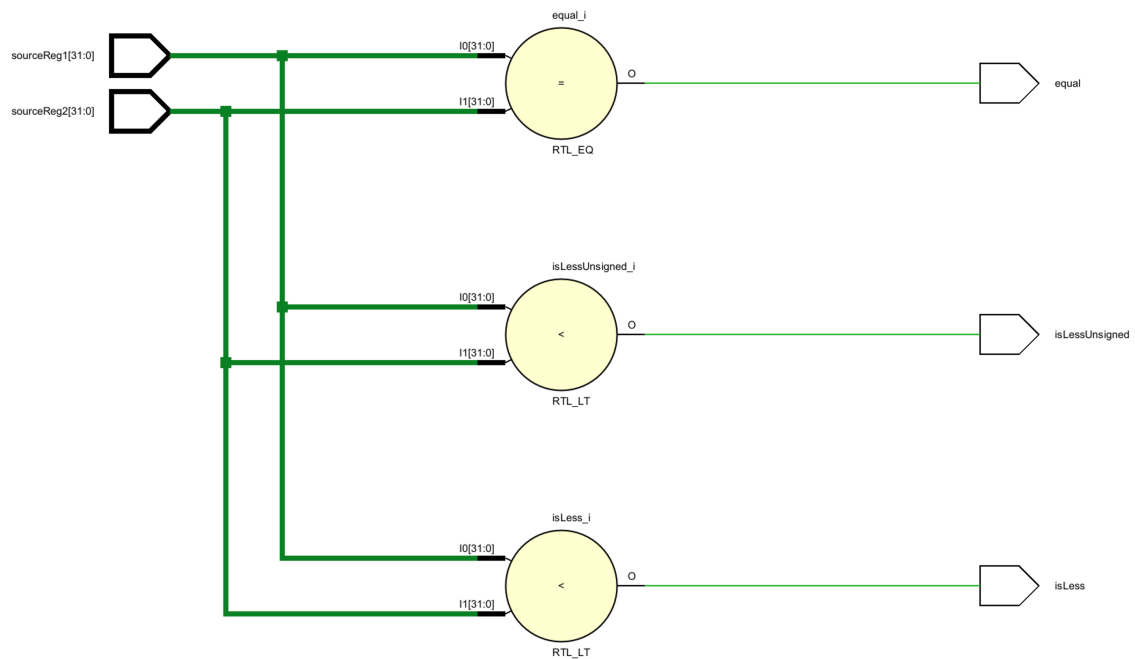 equal_i
sourceReg1[31:0]
I0[31:0]
=
O
equal
sourceReg2[31:0]
I1[31:0]
RTL_EQ
isLessUnsigned_i
I0[31:0]
<
O
isLessUnsigned
I1[31:0]
RTL_LT
isLess_i
I0[31:0]
<
O
isLess
I1[31:0]
RTL_LT